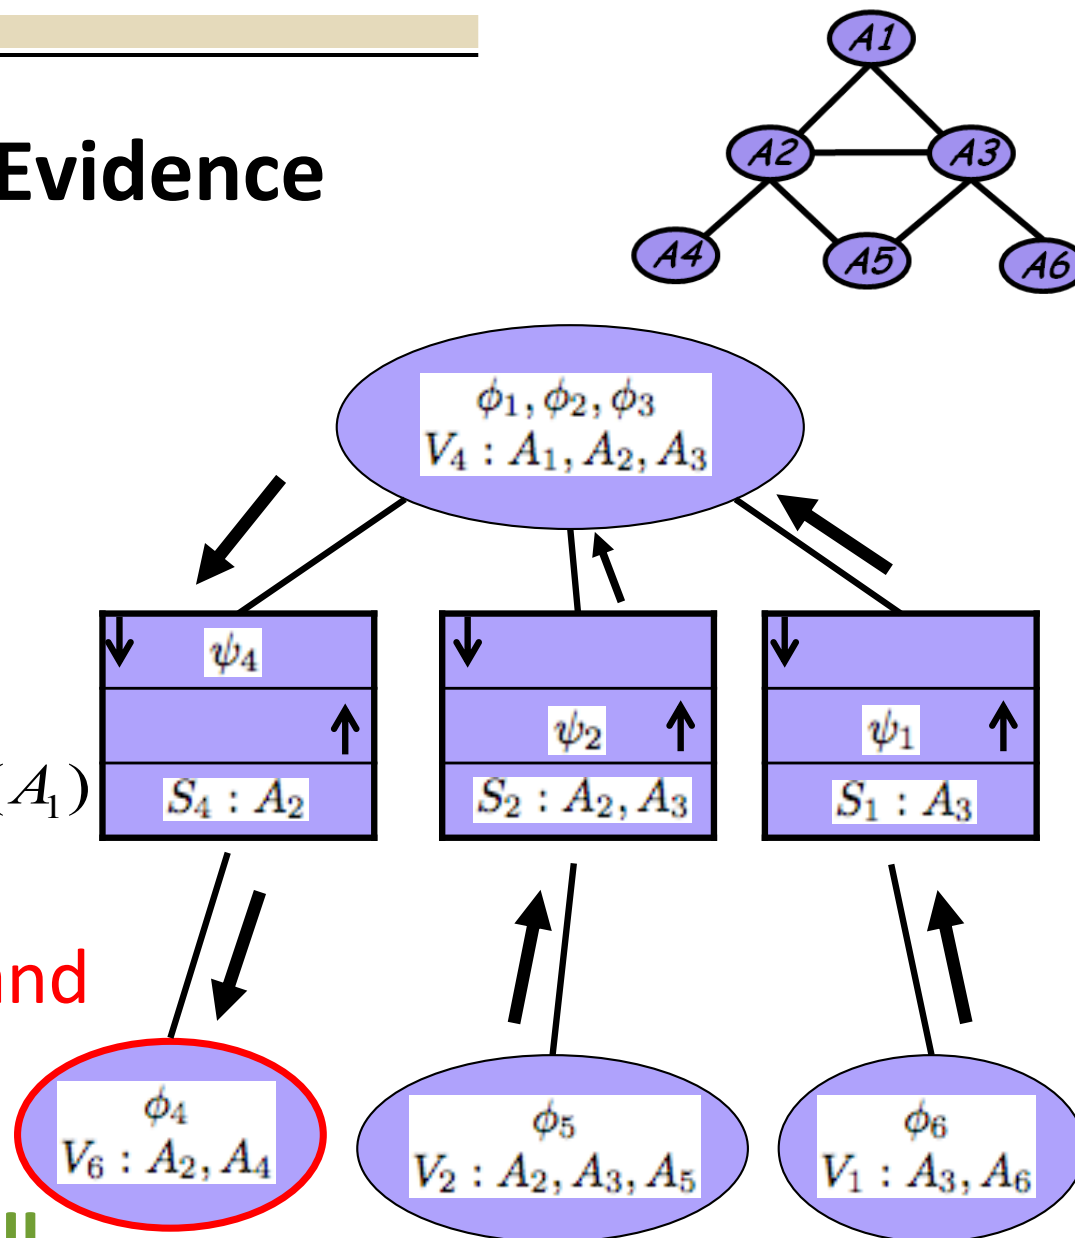 Evidence
A1
A2
A3
A4
A5
A6
ϕ₁, ϕ₂, ϕ₃
V₄ : A₁, A₂, A₃
ψ₄
ψ₂
ψ₁
(A₁)
S₄ : A₂
S₂ : A₂, A₃
S₁ : A₃
and
ϕ₄
V₆ : A₂, A₄
ϕ₅
V₂ : A₂, A₃, A₅
ϕ₆
V₁ : A₃, A₆